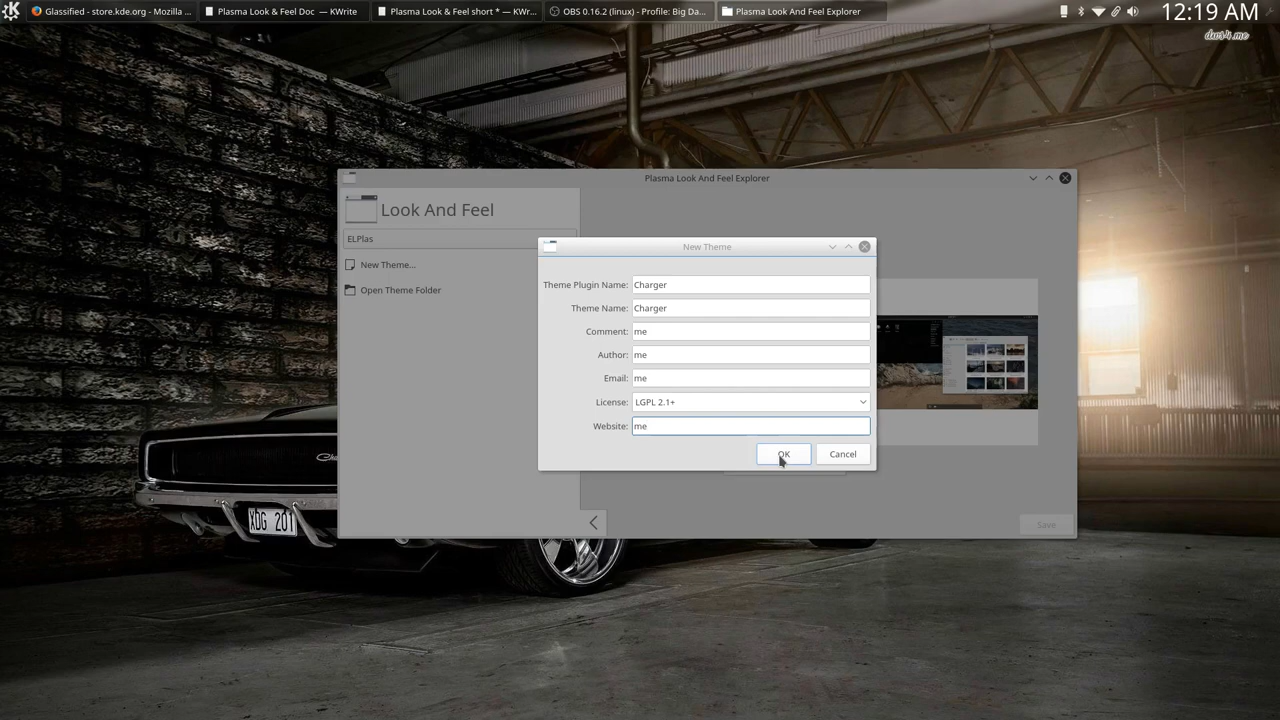 Glassified - store.kde.org - Mozilla ...
Plasma Look & Feel Doc — KWrite
Plasma Look & Feel short * — KWr...
OBS 0.16.2 (linux) - Profile: Big Da...
Plasma Look And Feel Explorer
12:19 AM
dws4.me
Plasma Look And Feel Explorer
Look And Feel
ELPlas
New Theme...
Open Theme Folder
New Theme
Theme Plugin Name: Charger
Theme Name: Charger
Comment: me
Author: me
Email: me
License: LGPL 2.1+
Website: me
OK
Cancel
Save
XDG 201